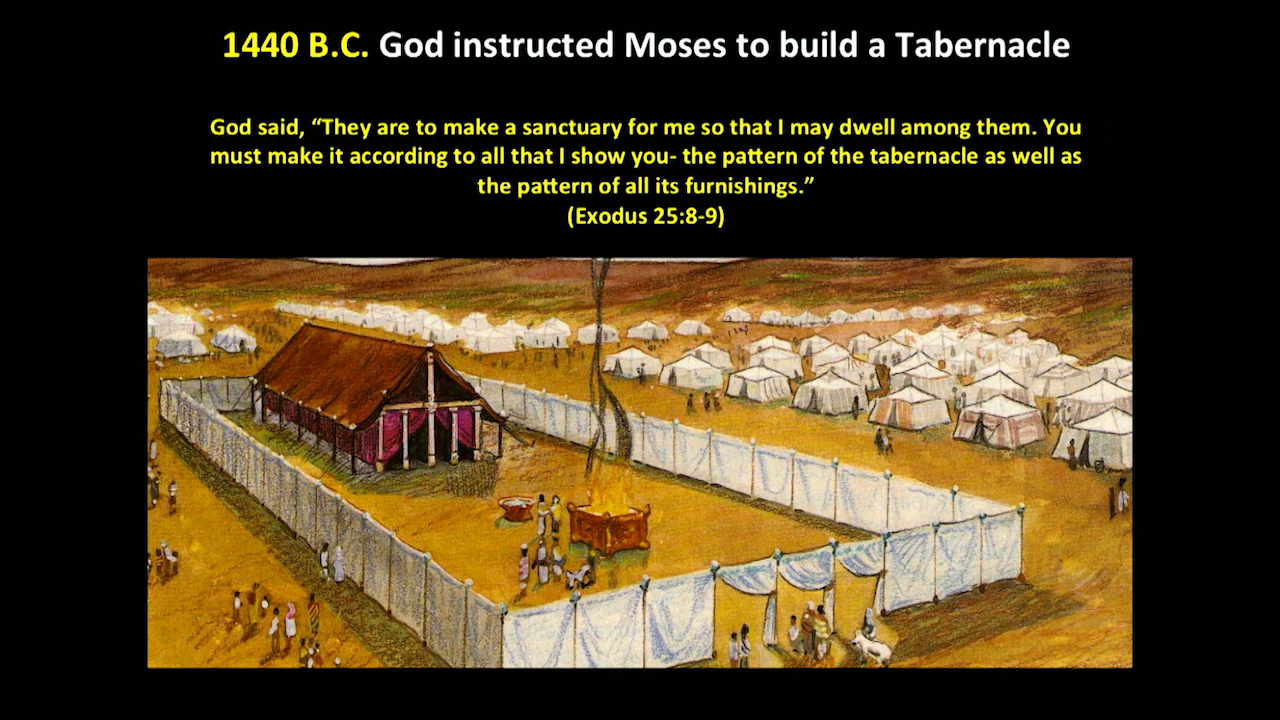 1440 B.C. God instructed Moses to build a Tabernacle
God said, “They are to make a sanctuary for me so that I may dwell among them. You
must make it according to all that I show you- the pattern of the tabernacle as well as
the pattern of all its furnishings.”
(Exodus 25:8-9)